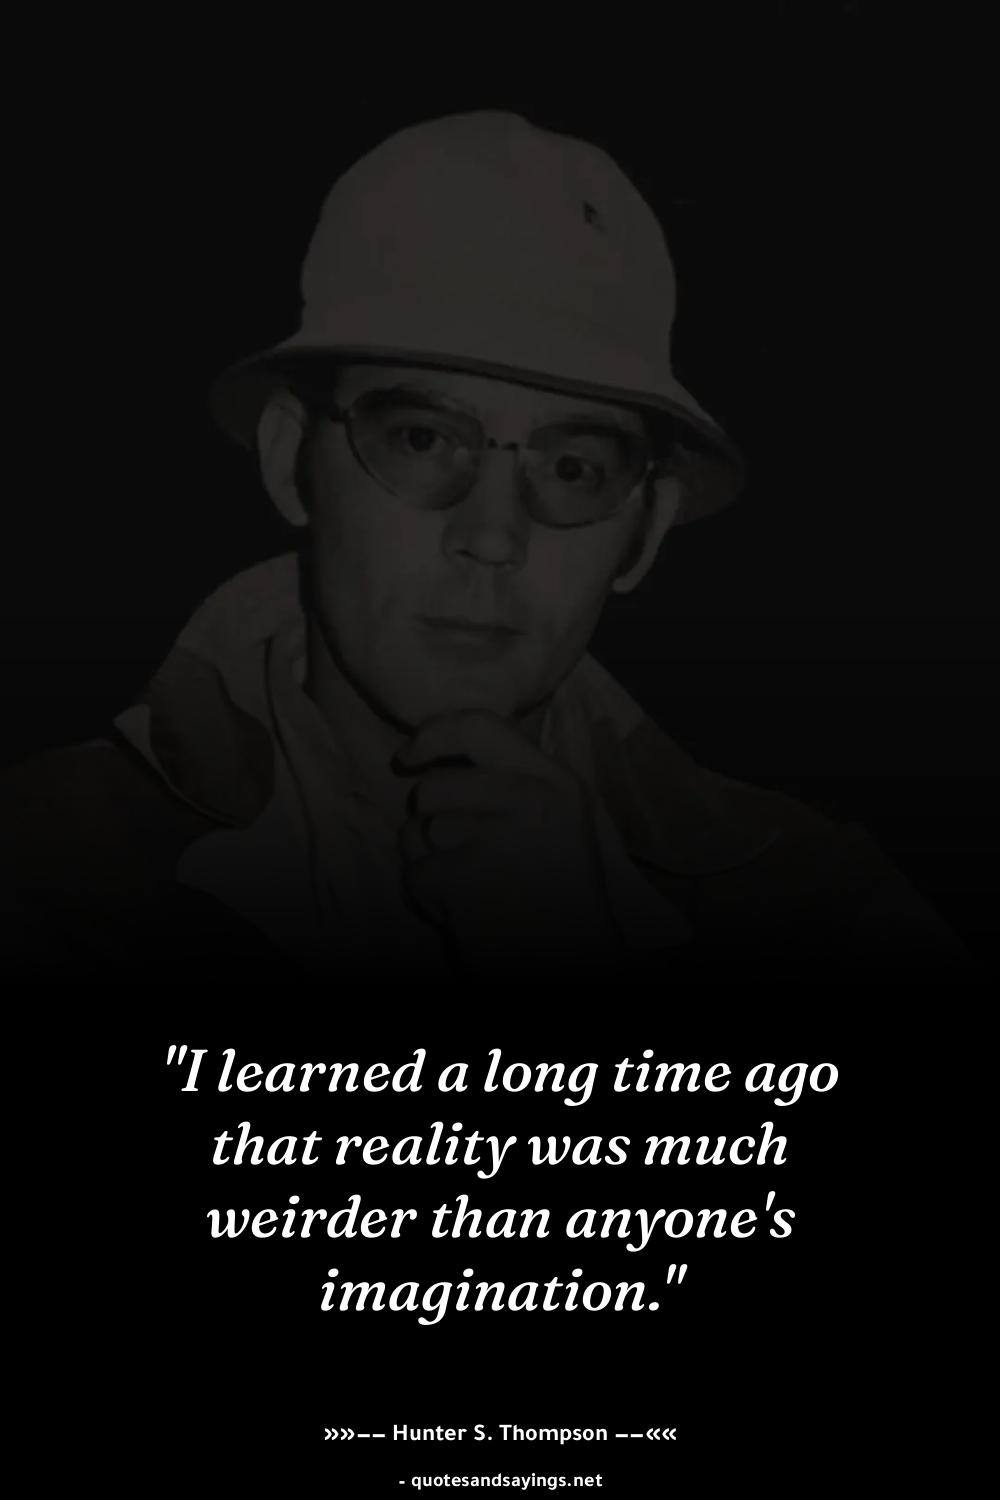 "I learned a long time ago
that reality was much
weirder than anyone's
imagination."
»»−− Hunter S. Thompson −−««
- quotesandsayings.net